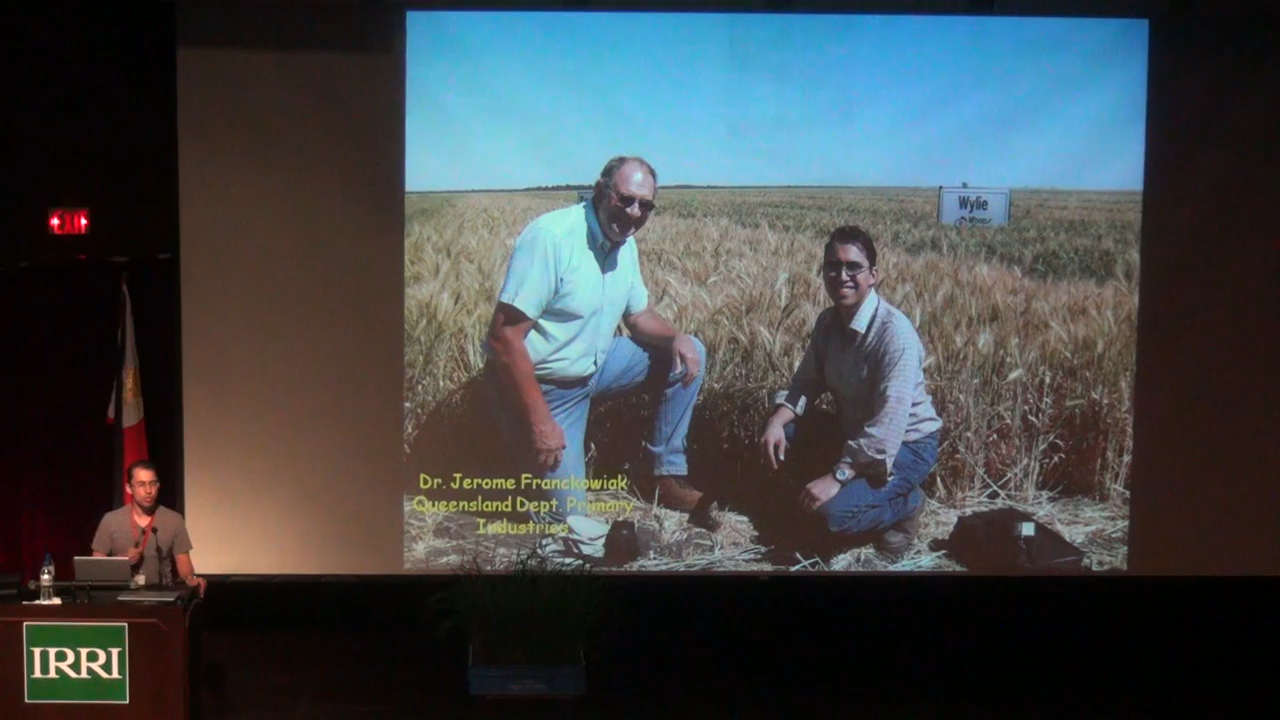 EXIT
Wylie
Dr. Jerome Franckowiak
Queensland Dept. Primary
Industries
IRRI